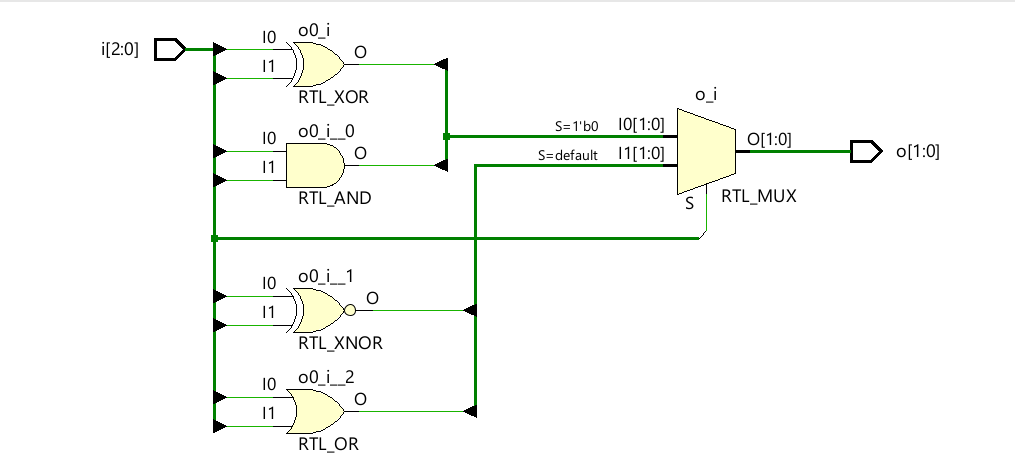 i[2:0]
I0
I1
o0_i
O
RTL_XOR
I0
I1
o0_i__0
O
RTL_AND
S=1'b0
I0[1:0]
S=default
I1[1:0]
o_i
S
O[1:0]
RTL_MUX
o[1:0]
I0
I1
o0_i__1
O
RTL_XNOR
I0
I1
o0_i__2
O
RTL_OR